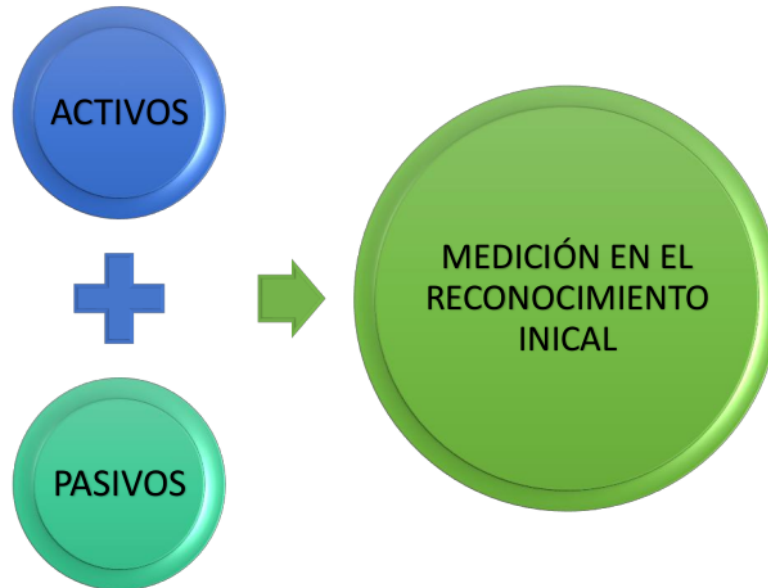 ACTIVOS
PASIVOS
MEDICIÓN EN EL
RECONOCIMIENTO
INICAL